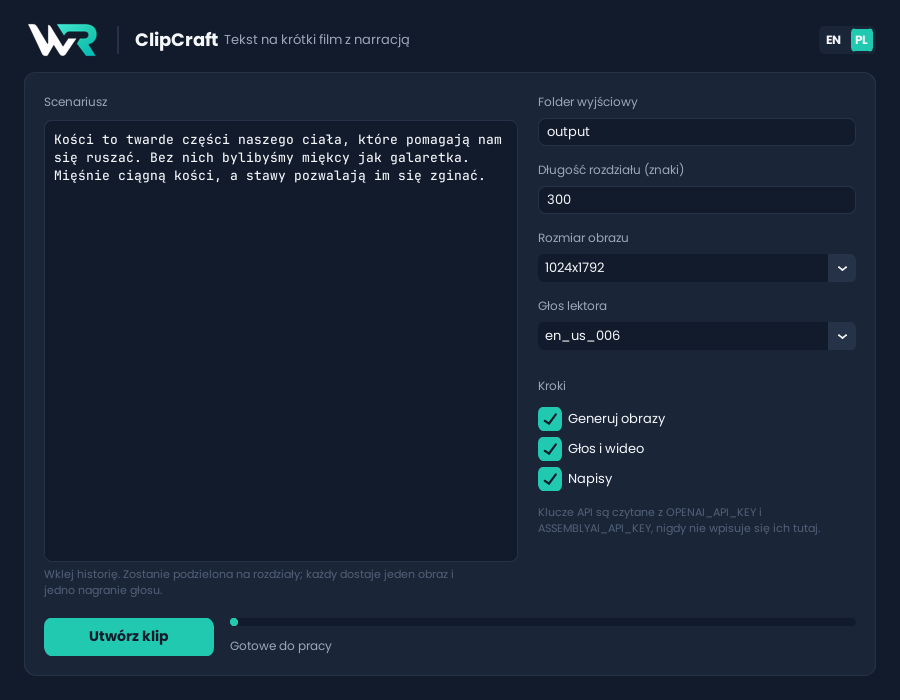 WR
ClipCraft Tekst na krótki film z narracją
EN PL
Scenariusz
Kości to twarde części naszego ciała, które pomagają nam
się ruszać. Bez nich bylibyśmy miękcy jak galaretka.
Mięśnie ciągną kości, a stawy pozwalają im się zginać.
Wklej historię. Zostanie podzielona na rozdziały; każdy dostaje jeden obraz i
jedno nagranie głosu.
Folder wyjściowy
output
Długość rozdziału (znaki)
300
Rozmiar obrazu
1024x1792
Głos lektora
en_us_006
Kroki
Generuj obrazy
Głos i wideo
Napisy
Klucze API są czytane z OPENAI_API_KEY i
ASSEMBLYAI_API_KEY, nigdy nie wpisuje się ich tutaj.
Utwórz klip
Gotowe do pracy